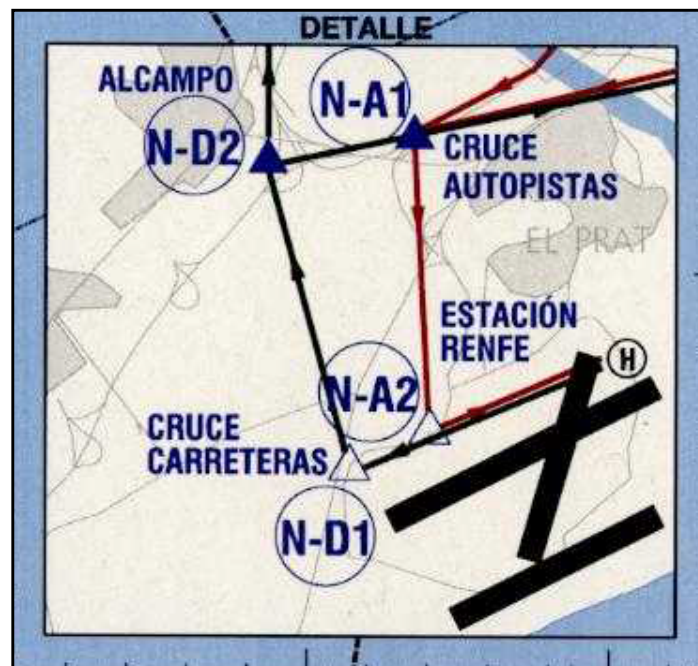 DETALLE
ALCAMPO
N-A1
N-D2
CRUCE
AUTOPISTAS
EL PRAT
ESTACIÓN
RENFE
H
N-A2
CRUCE
CARRETERAS
N-D1